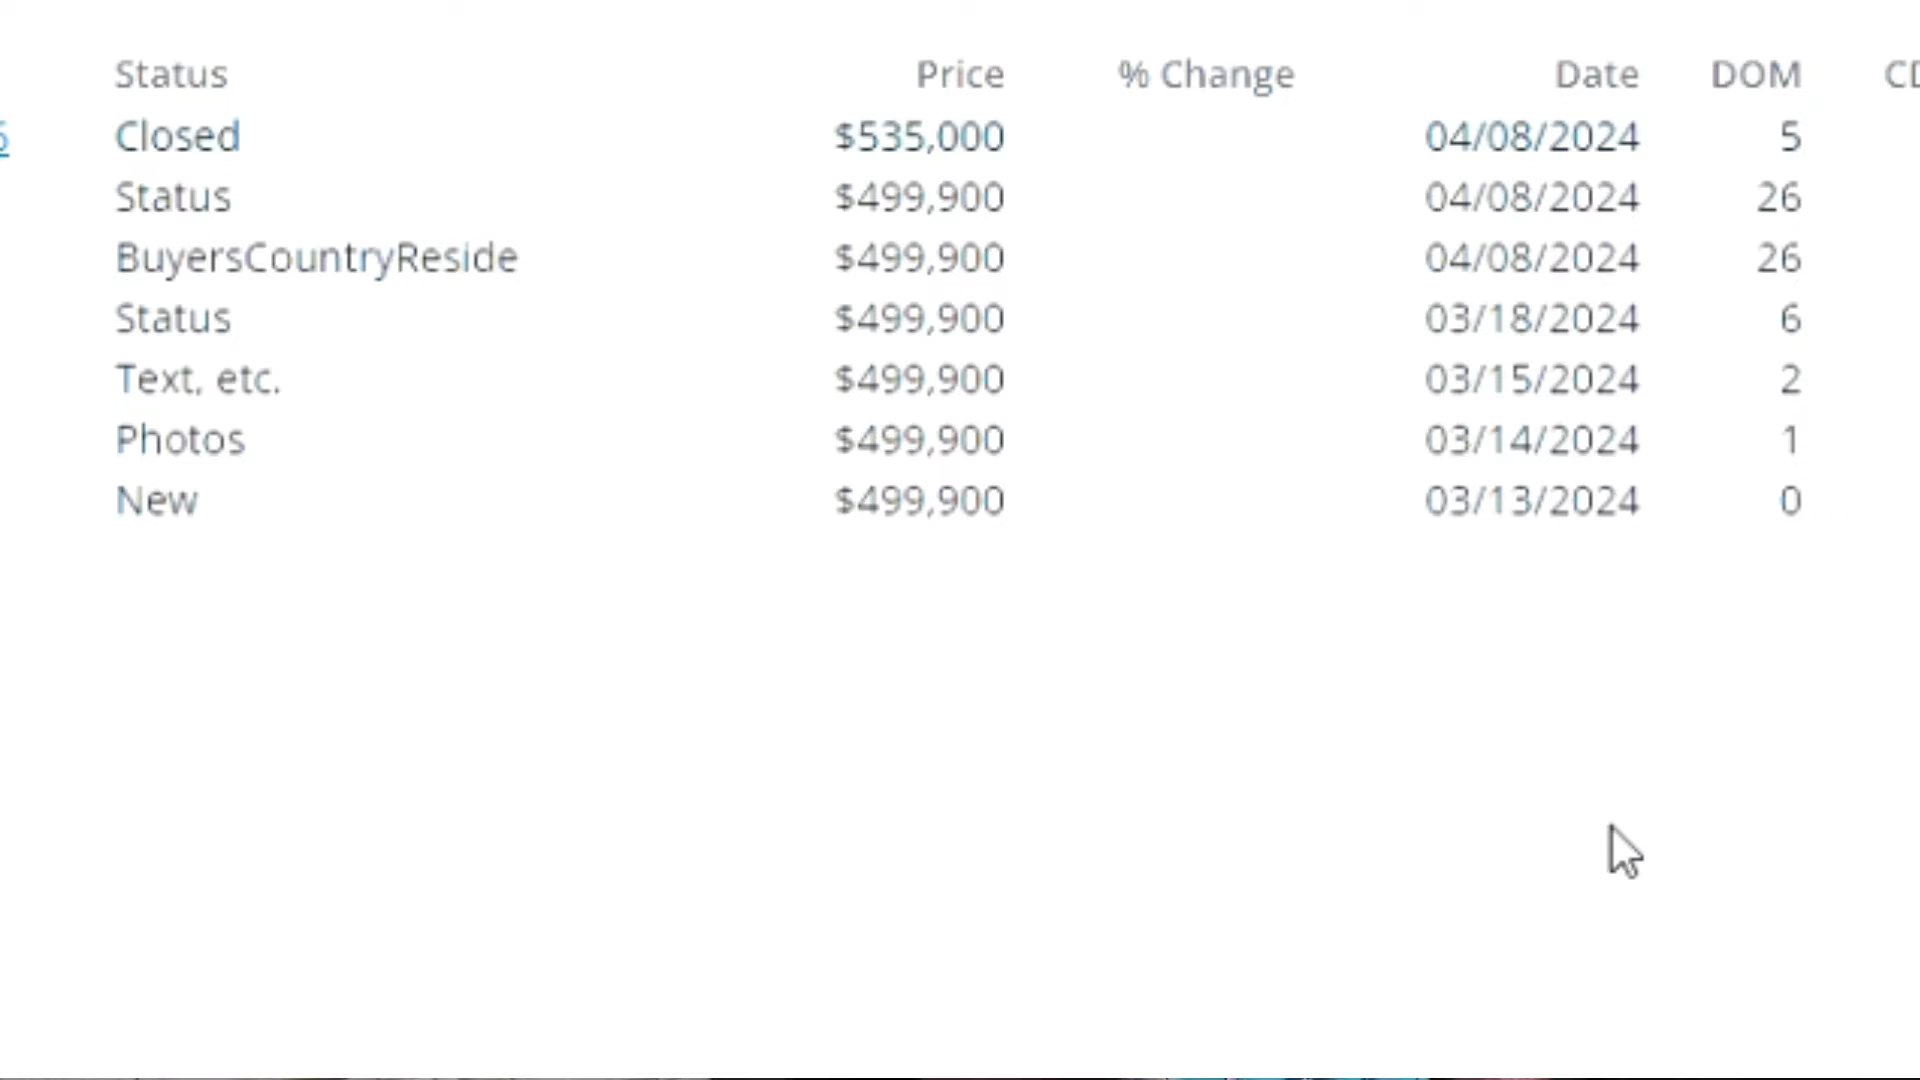 Status Price % Change Date DOM
Closed $535,000 04/08/2024 5
Status $499,900 04/08/2024 26
BuyersCountryReside $499,900 04/08/2024 26
Status $499,900 03/18/2024 6
Text, etc. $499,900 03/15/2024 2
Photos $499,900 03/14/2024 1
New $499,900 03/13/2024 0